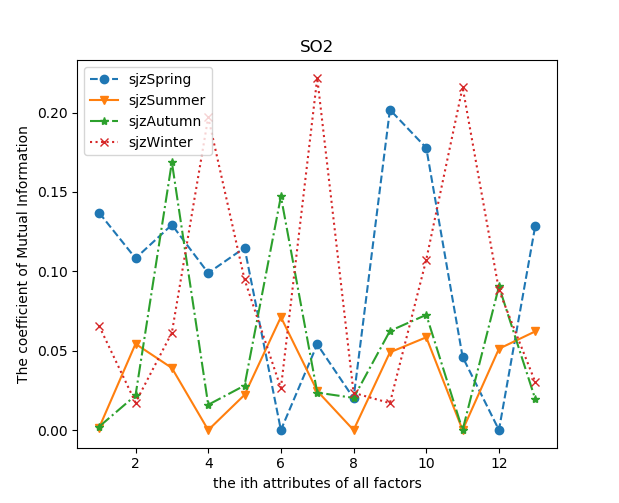 SO2
sjzSpring
sjzSummer
sjzAutumn
sjzWinter
The coefficient of Mutual Information
0.20
0.15
0.10
0.05
0.00
2 4 6 8 10 12
the ith attributes of all factors